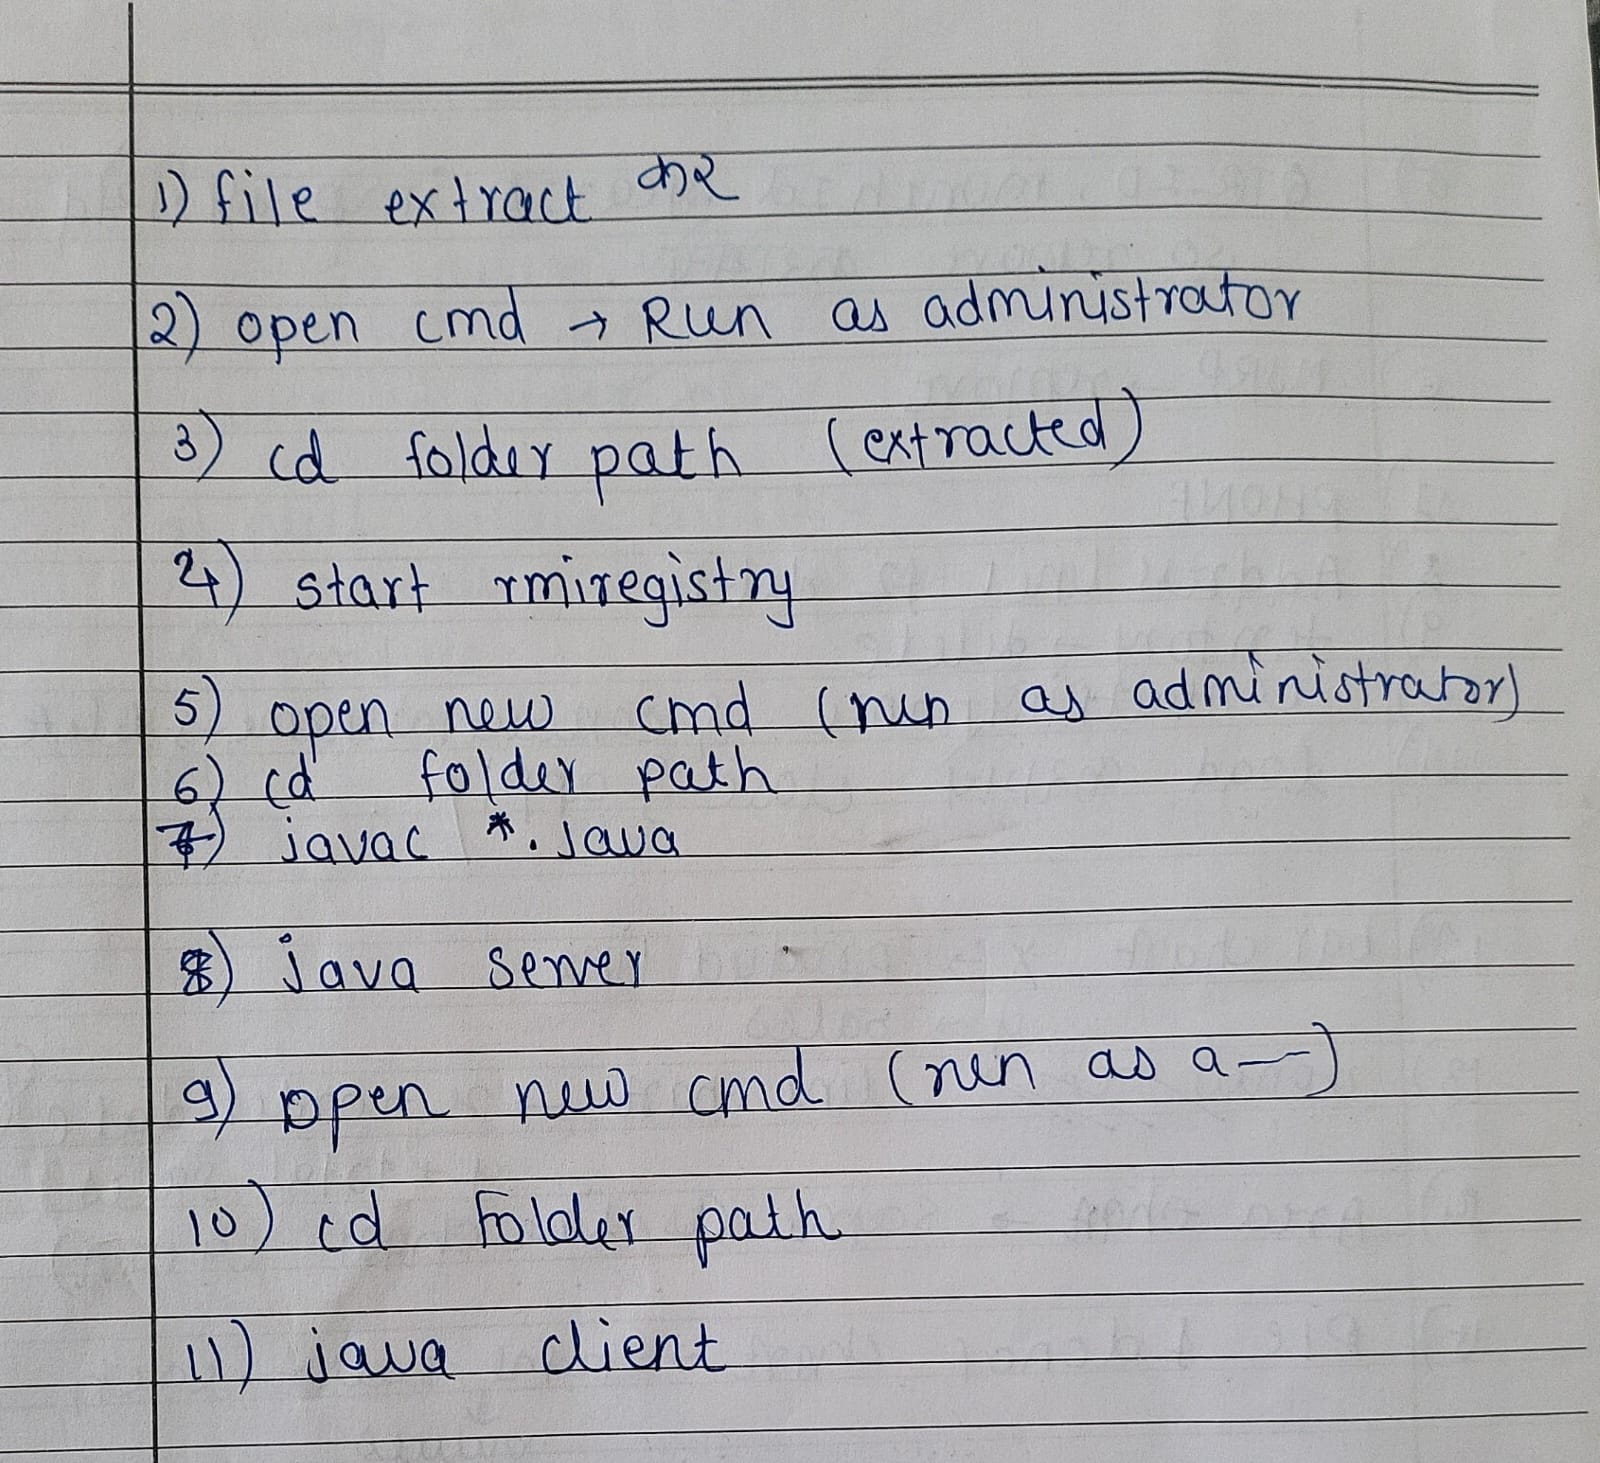 1) file extract કર
2) open cmd → Run as administrator
3) cd folder path (extracted)
4) start rmiregistry
5) open new cmd (run as administrator)
6) cd folder path
7) javac *.java
8) java server
9) open new cmd (run as a—)
10) cd Folder path
11) java client